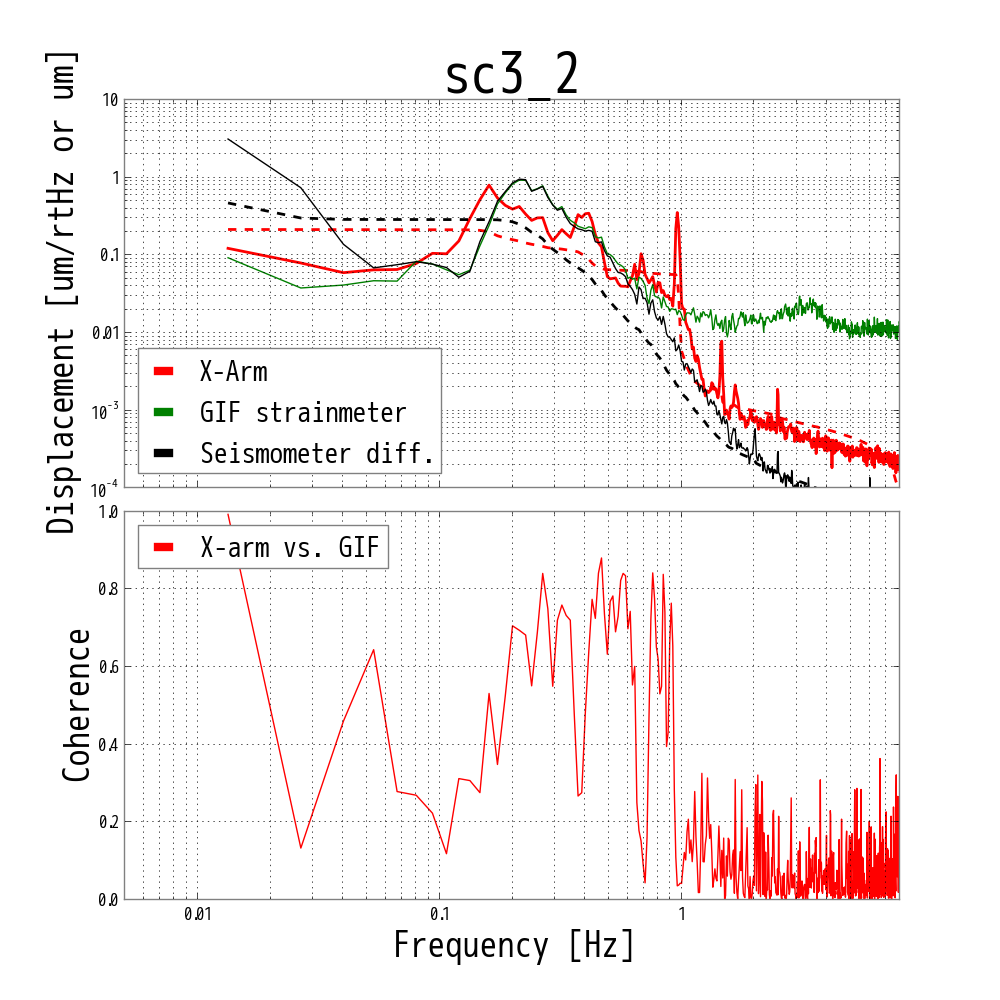 sc3_2
Displacement [um/rtHz or um]
10
1
0.1
0.01
10^-3
10^-4
X-Arm
GIF strainmeter
Seismometer diff.
Coherence
1.0
0.8
0.6
0.4
0.2
0.0
X-arm vs. GIF
0.01 0.1 1
Frequency [Hz]